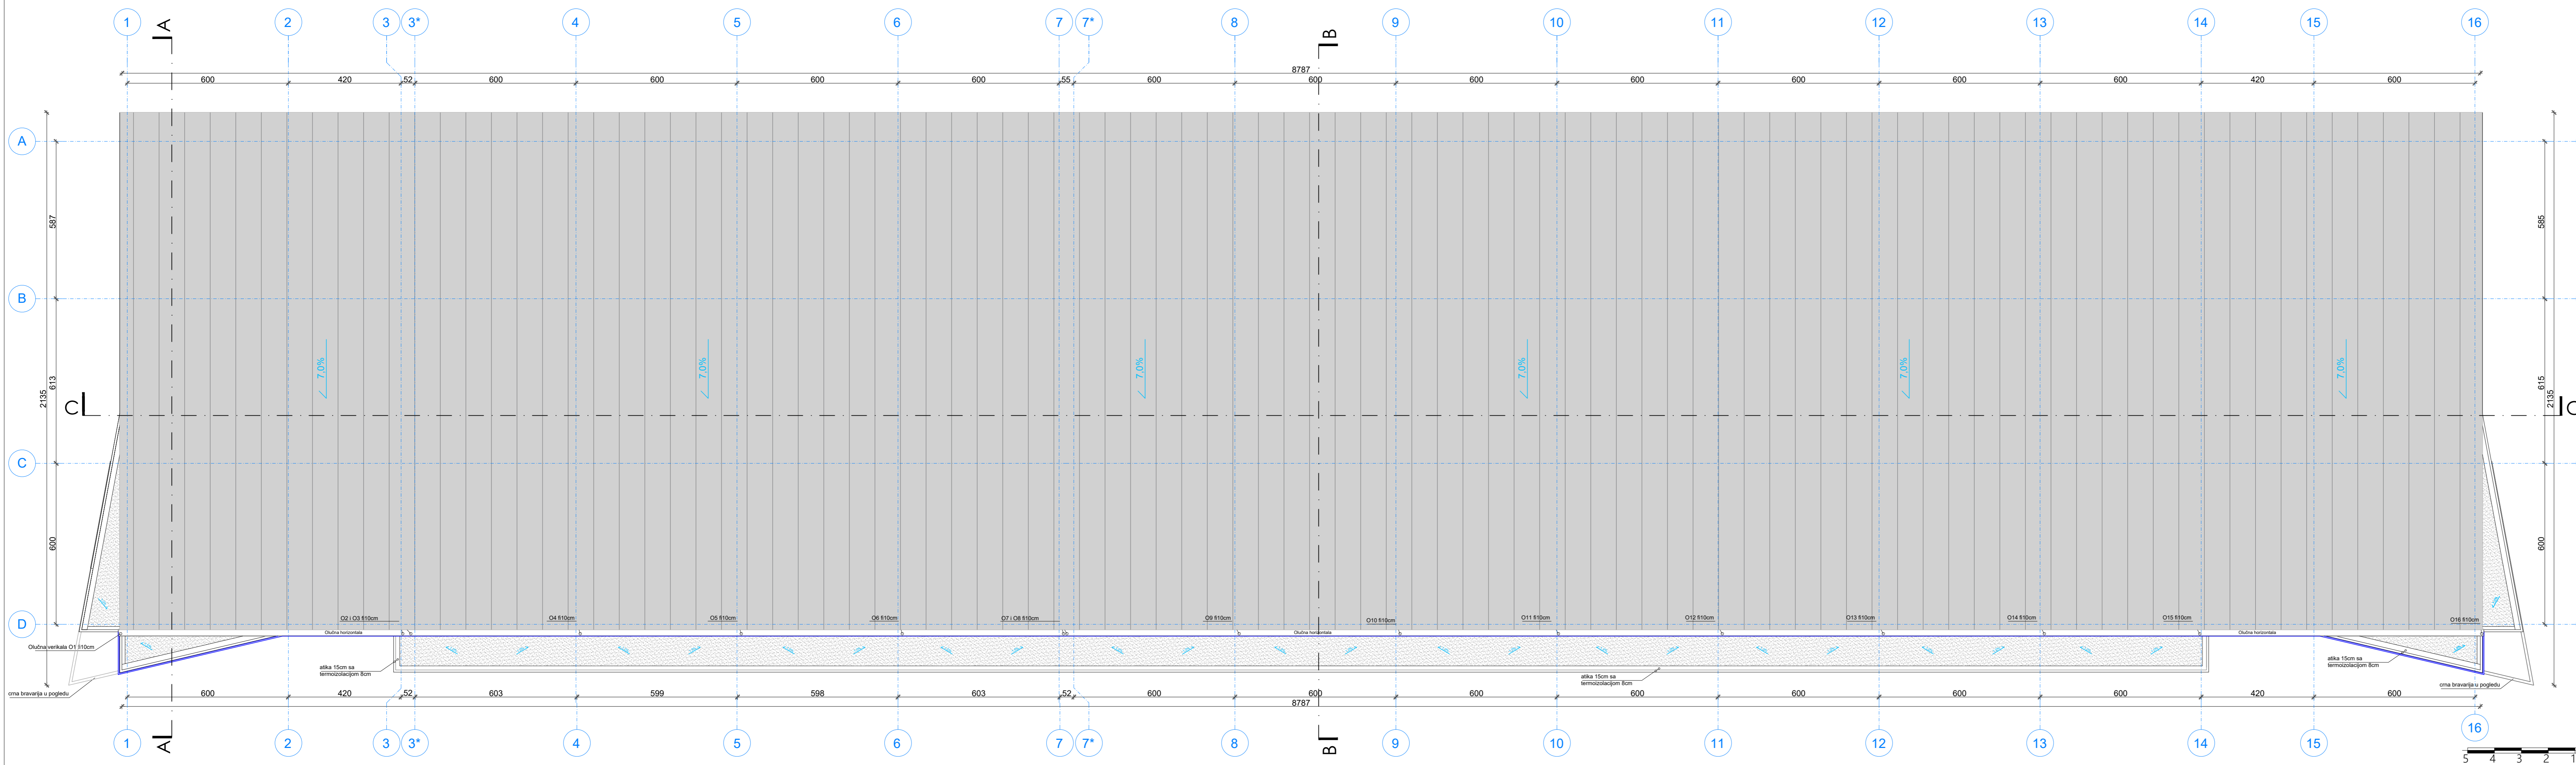 1 2 3 3* 4 5 6 7 7* 8 9 10 11 12 13 14 15 16
A B
8787
600 420 52 600 600 600 600 55 600 600 600 600 600 600 600 420 600
A
587 585
B
7,0% 7,0% 7,0% 7,0% 7,0% 7,0%
2135 613 615 2135
C C
C
600 600
O2 i O3 fi10cm O4 fi10cm O5 fi10cm O6 fi10cm O7 i O8 fi10cm O9 fi10cm O10 fi10cm O11 fi10cm O12 fi10cm O13 fi10cm O14 fi10cm O15 fi10cm O16 fi10cm
D
Olučna horizontala Olučna horizontala Olučna horizontala
Olučna verikala O1 fi10cm
atika 15cm sa
termoizolacijom 8cm
atika 15cm sa
termoizolacijom 8cm
atika 15cm sa
termoizolacijom 8cm
crna bravarija u pogledu crna bravarija u pogledu
600 420 52 603 599 598 603 52 600 600 600 600 600 600 600 420 600
8787
1 2 3 3* 4 5 6 7 7* 8 9 10 11 12 13 14 15 16
A B
5 4 3 2 1